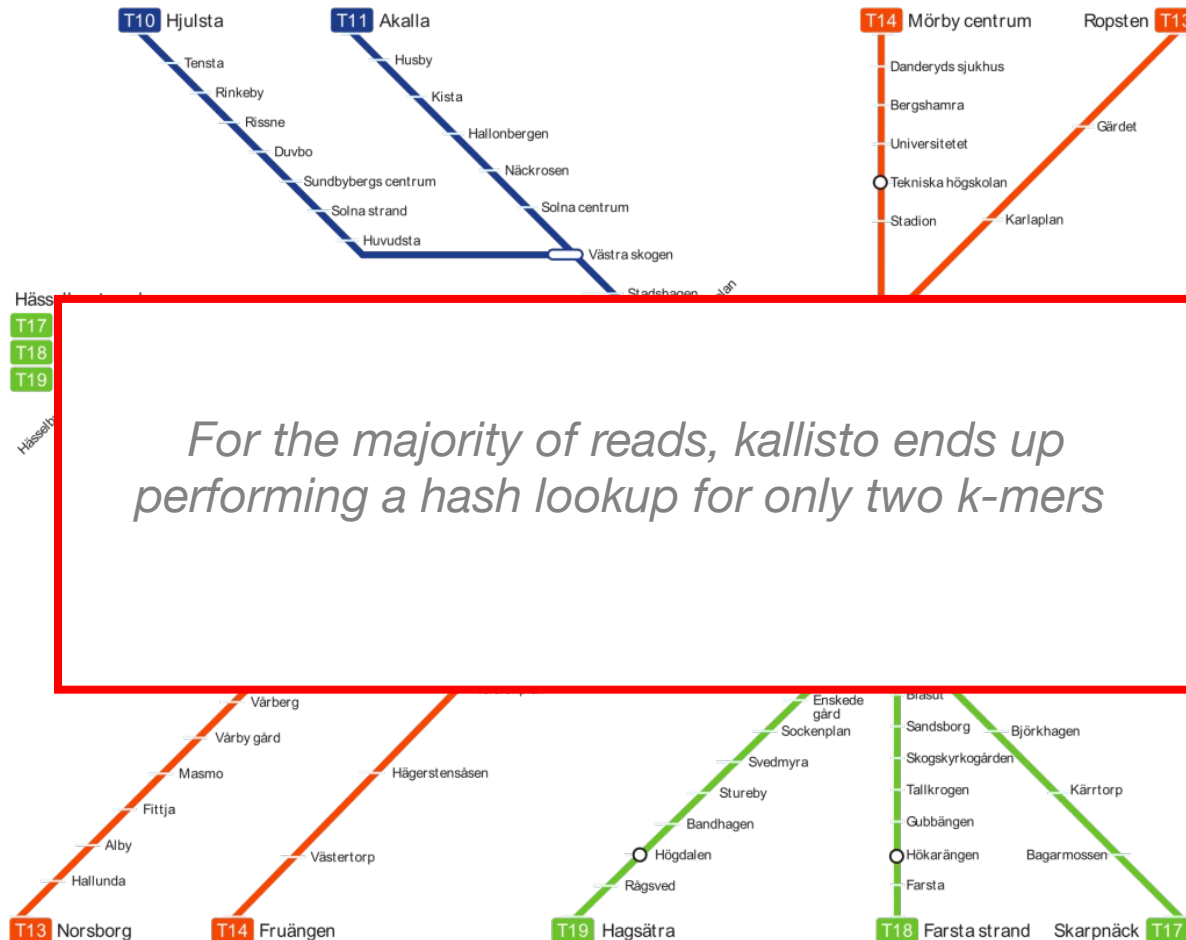 T10 Hjulsta
T11 Akalla
T14 Mörby centrum
Ropsten T13
Tensta
Rinkeby
Rissne
Duvbo
Sundbybergs centrum
Solna strand
Huvudsta
Husby
Kista
Hallonbergen
Näckrosen
Solna centrum
Västra skogen
Stadshagen
Danderyds sjukhus
Bergshamra
Universitetet
Tekniska högskolan
Stadion
Gärdet
Karlaplan
T17
T18
T19
For the majority of reads, kallisto ends up
performing a hash lookup for only two k-mers
Vårberg
Vårby gård
Masmo
Fittja
Alby
Hallunda
T13 Norsborg
Hägerstensåsen
Västertorp
T14 Fruängen
Enskede
gård
Sockenplan
Svedmyra
Stureby
Bandhagen
Högdalen
Rågsved
T19 Hagsätra
Blåsut
Sandsborg
Skogskyrkogården
Tallkrogen
Gubbängen
Hökarängen
Farsta
T18 Farsta strand
Björkhagen
Kärrtorp
Bagarmossen
Skarpnäck T17